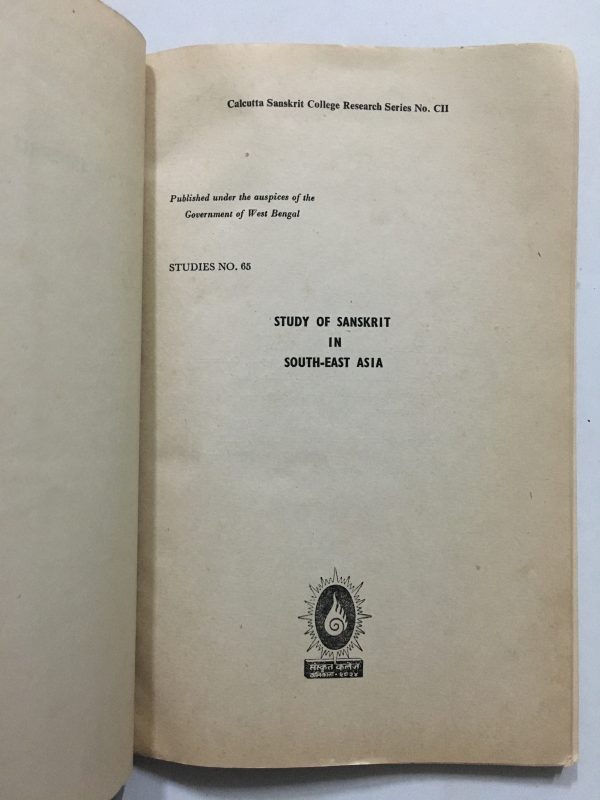 Calcutta Sanskrit College Research Series No. CII
Published under the auspices of the
Government of West Bengal
STUDIES NO. 65
STUDY OF SANSKRIT
IN
SOUTH-EAST ASIA
संस्कृत कलेज